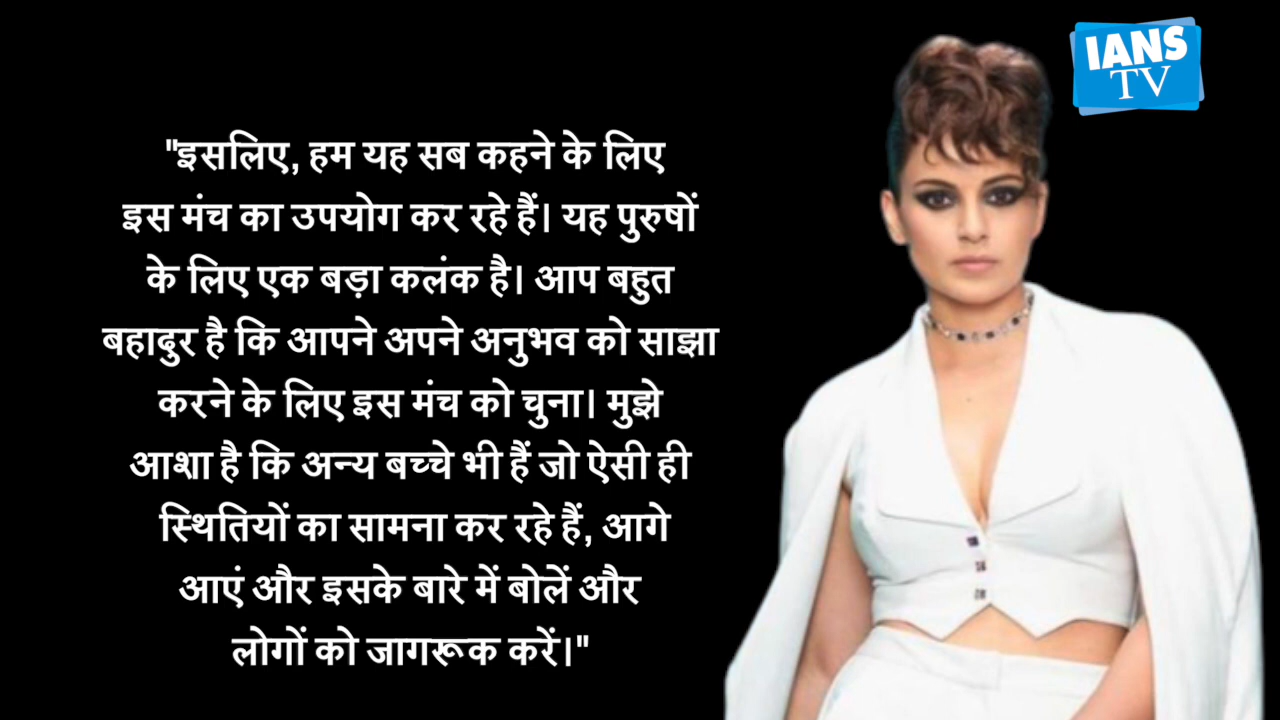 IANS
TV
"इसलिए, हम यह सब कहने के लिए
इस मंच का उपयोग कर रहे हैं। यह पुरुषों
के लिए एक बड़ा कलंक है। आप बहुत
बहादुर है कि आपने अपने अनुभव को साझा
करने के लिए इस मंच को चुना। मुझे
आशा है कि अन्य बच्चे भी हैं जो ऐसी ही
स्थितियों का सामना कर रहे हैं, आगे
आएं और इसके बारे में बोलें और
लोगों को जागरूक करें।"